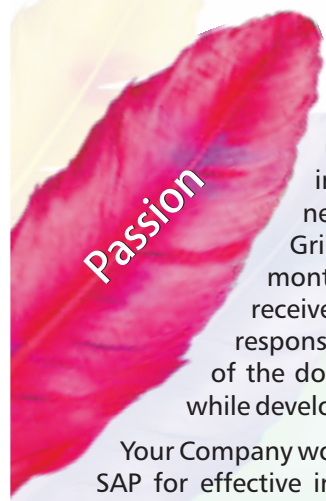 Passion
in
ne
Gri
mont
receive
respons
of the do
while develo
Your Company wo
SAP for effective in